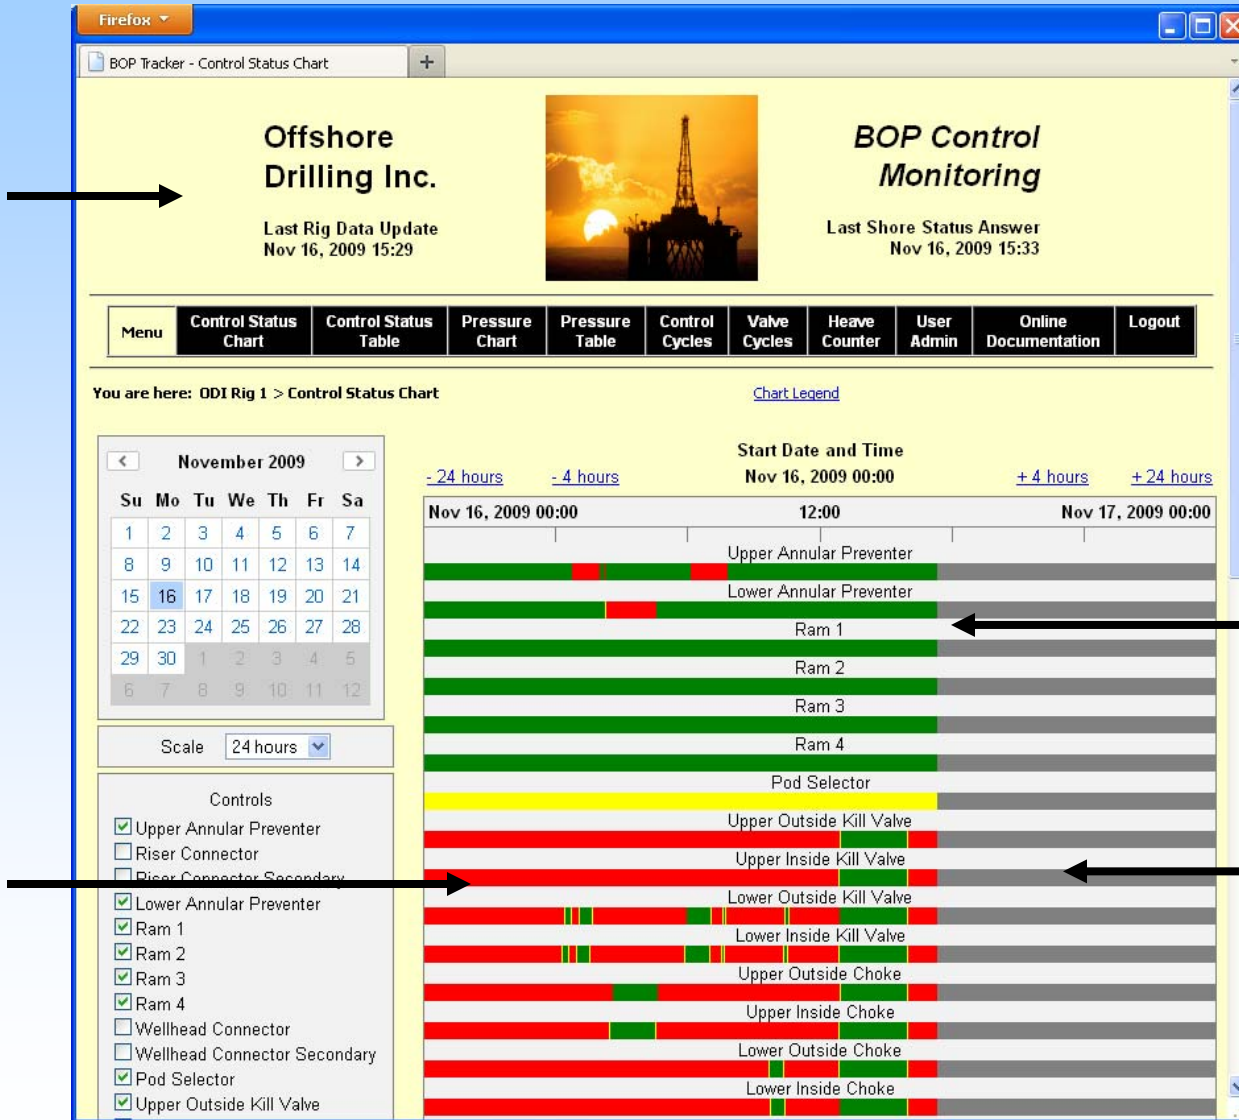 Firefox
BOP Tracker - Control Status Chart
Offshore
Drilling Inc.
Last Rig Data Update
Nov 16, 2009 15:29
BOP Control
Monitoring
Last Shore Status Answer
Nov 16, 2009 15:33
Menu
Control Status Chart
Control Status Table
Pressure Chart
Pressure Table
Control Cycles
Valve Cycles
Heave Counter
User Admin
Online Documentation
Logout
You are here: ODI Rig 1 > Control Status Chart
Chart Legend
< November 2009 >
Su Mo Tu We Th Fr Sa
1 2 3 4 5 6 7
8 9 10 11 12 13 14
15 16 17 18 19 20 21
22 23 24 25 26 27 28
29 30 1 2 3 4 5
6 7 8 9 10 11 12
Scale 24 hours
Controls
Upper Annular Preventer
Riser Connector
Riser Connector Secondary
Lower Annular Preventer
Ram 1
Ram 2
Ram 3
Ram 4
Wellhead Connector
Wellhead Connector Secondary
Pod Selector
Upper Outside Kill Valve
Start Date and Time
- 24 hours - 4 hours Nov 16, 2009 00:00 + 4 hours + 24 hours
Nov 16, 2009 00:00 12:00 Nov 17, 2009 00:00
Upper Annular Preventer
Lower Annular Preventer
Ram 1
Ram 2
Ram 3
Ram 4
Pod Selector
Upper Outside Kill Valve
Upper Inside Kill Valve
Lower Outside Kill Valve
Lower Inside Kill Valve
Upper Outside Choke
Upper Inside Choke
Lower Outside Choke
Lower Inside Choke